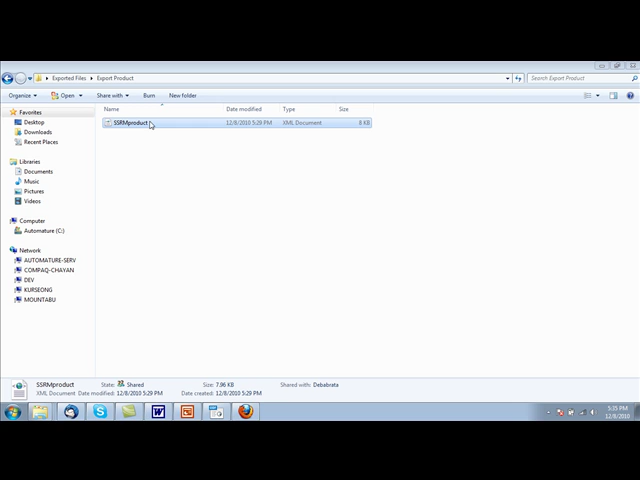 Exported Files ▸ Export Product
Search Export Product
Organize Open Share with Burn New folder
Name Date modified Type Size
SSRMproduct 12/8/2010 5:29 PM XML Document 8 KB
Favorites
Desktop
Downloads
Recent Places
Libraries
Documents
Music
Pictures
Videos
Computer
Automature (C:)
Network
AUTOMATURE-SERV
COMPAQ-CHAYAN
DEV
KURSEONG
MOUNTABU
SSRMproduct State: Shared Size: 7.96 KB Shared with: Debabrata
XML Document Date modified: 12/8/2010 5:29 PM Date created: 12/8/2010 5:29 PM
5:35 PM
12/8/2010